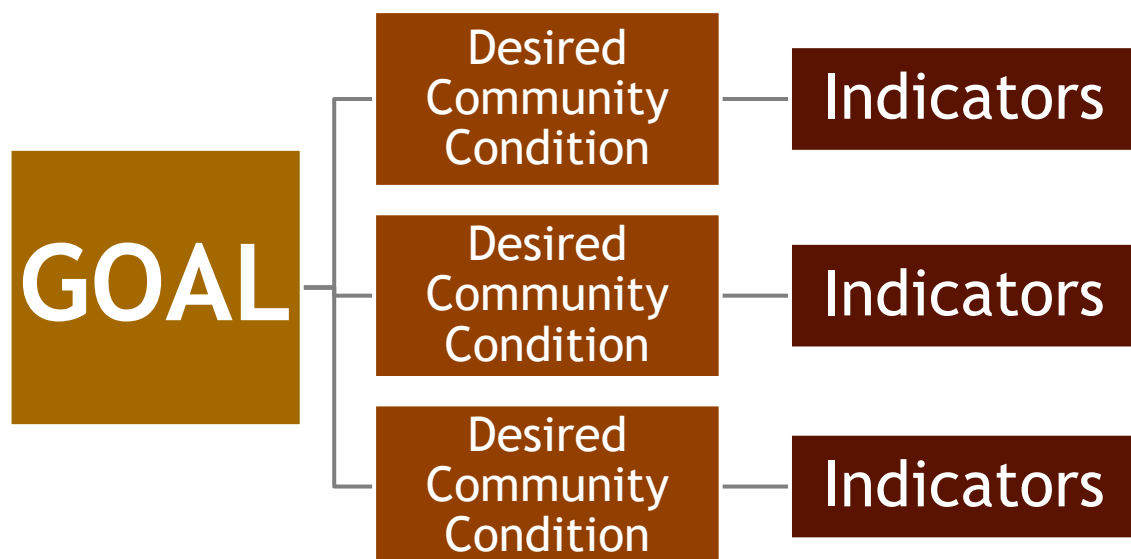 GOAL
Desired
Community
Condition
Indicators
Desired
Community
Condition
Indicators
Desired
Community
Condition
Indicators